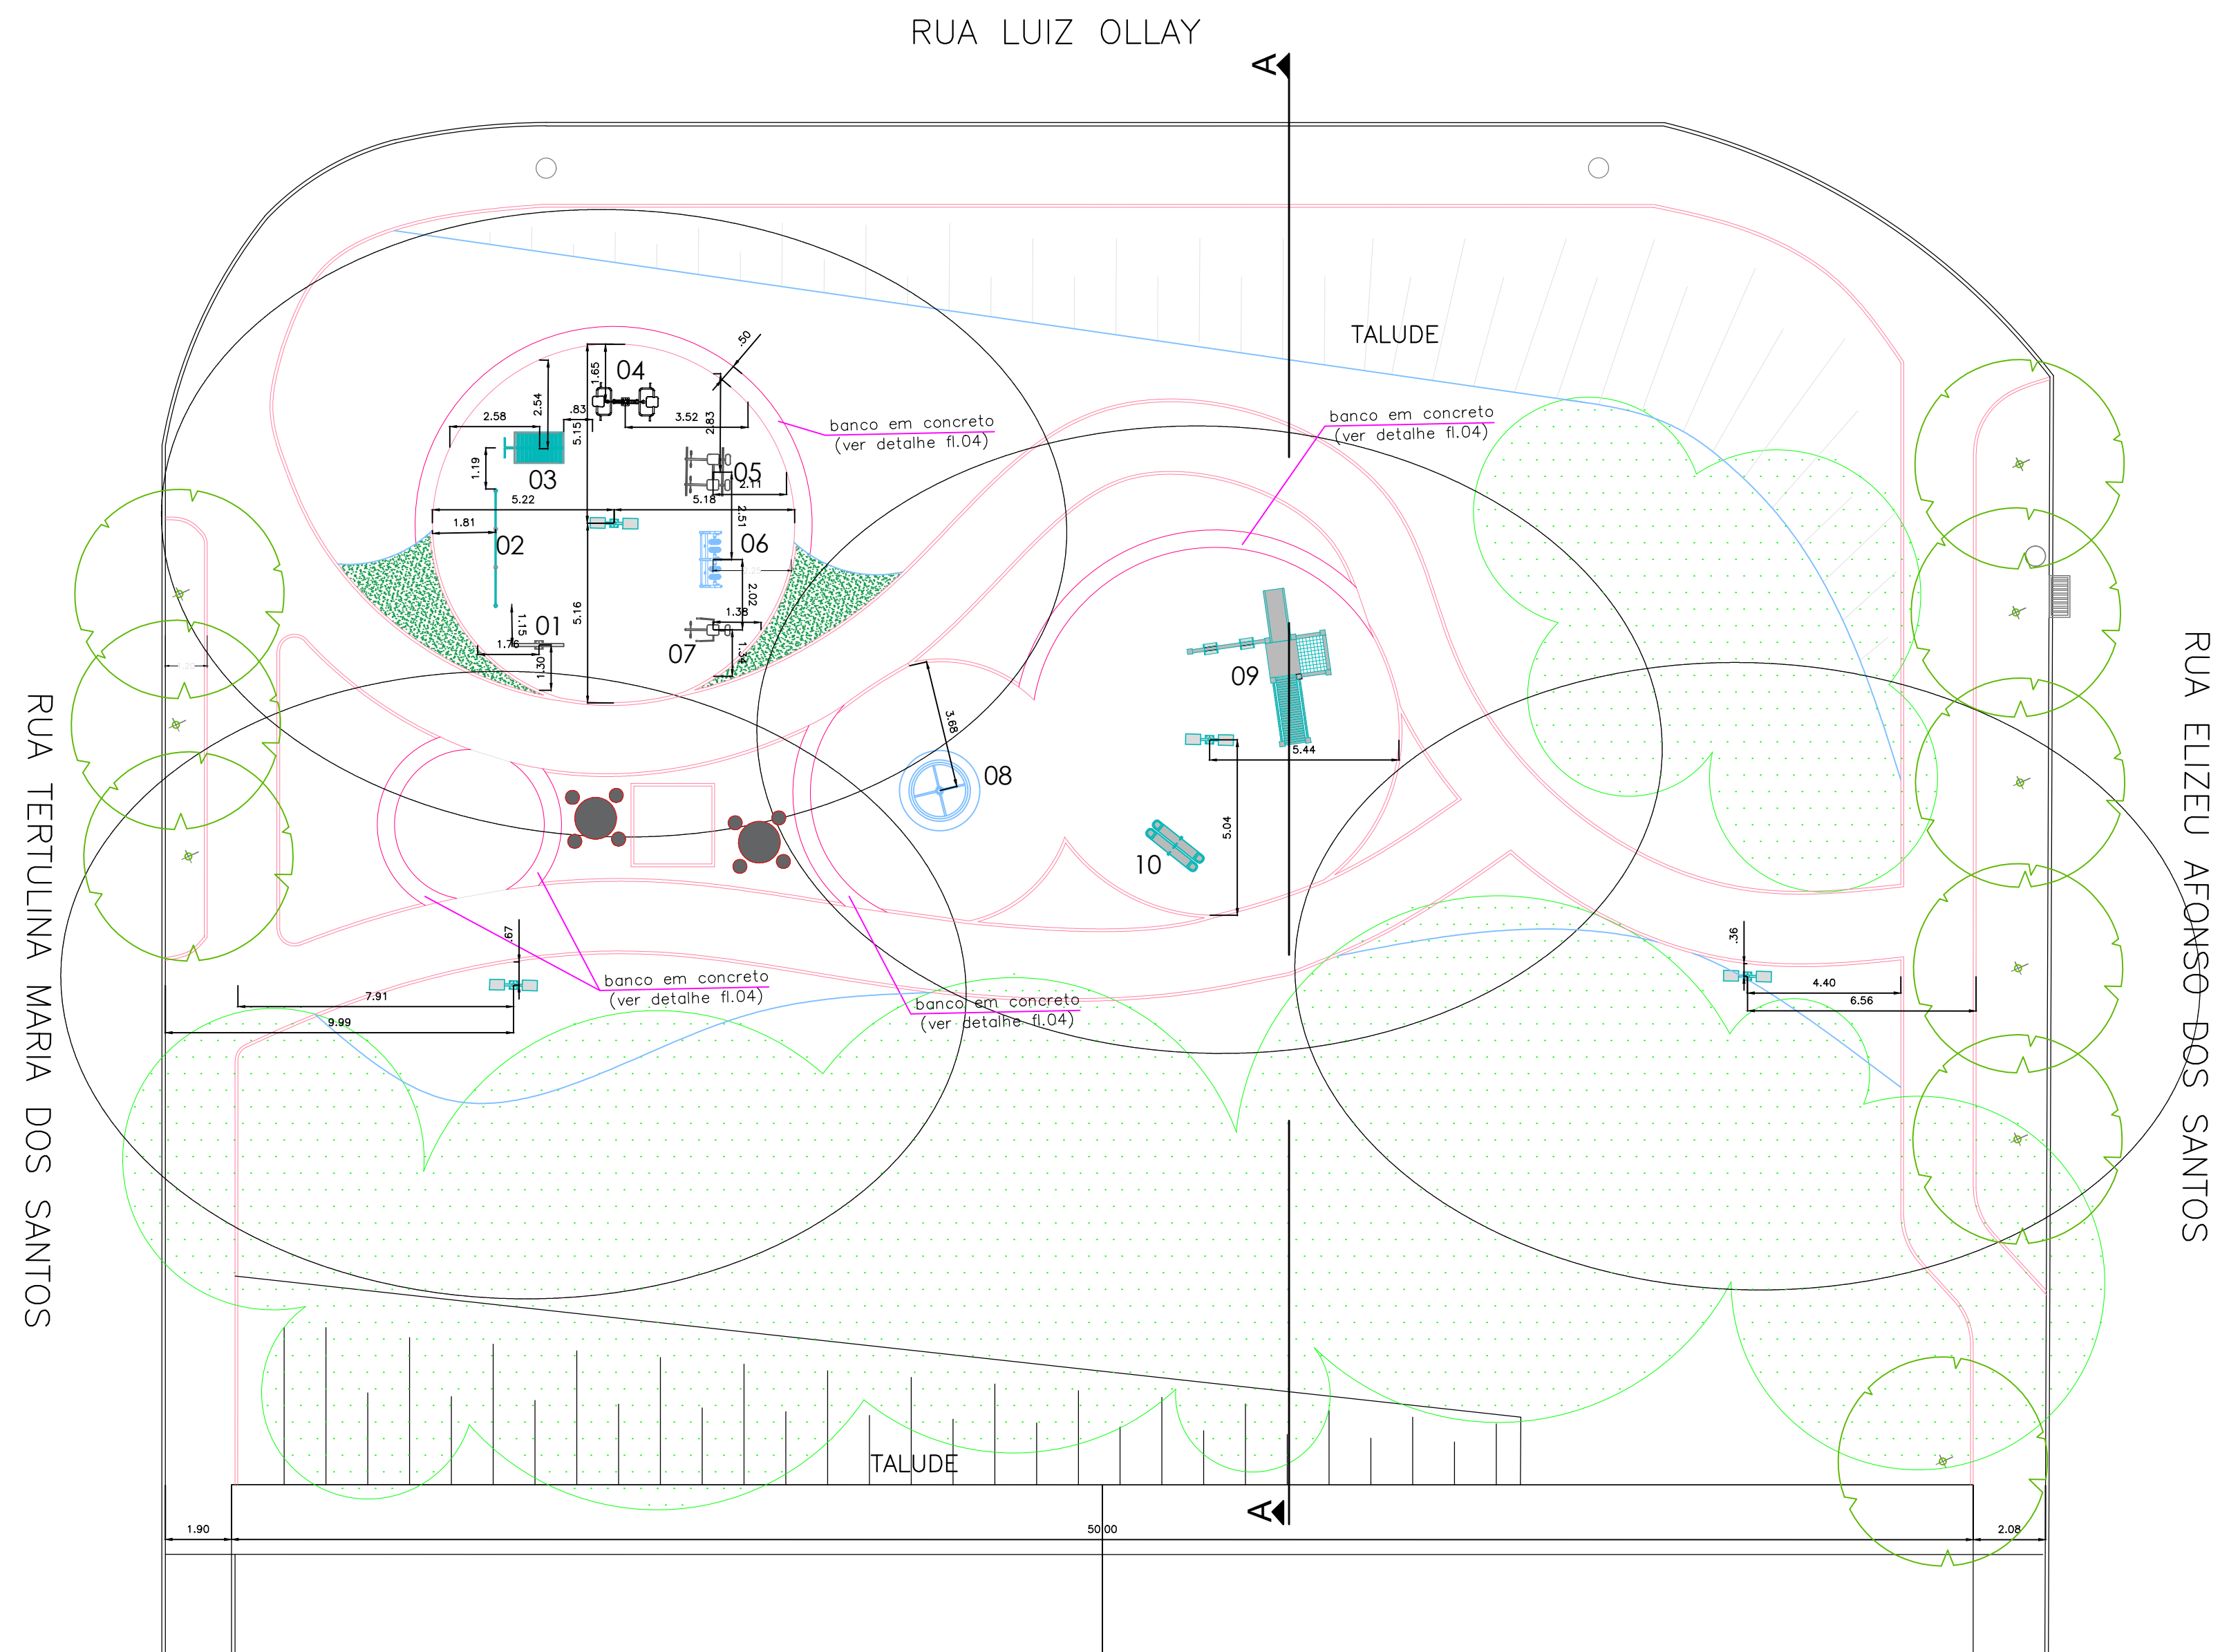 RUA LUIZ OLLAY
A
TALUDE
.50
04
1.65
2.54
.83
2.58
5.15
3.52
2.83
banco em concreto
(ver detalhe fl.04)
banco em concreto
(ver detalhe fl.04)
03
1.19
05
2.11
5.22
5.18
2.51
1.81
02
06
5.16
2.02
1.15
01
1.38
1.76
07
1.30
1.34
09
3.68
08
5.44
5.04
10
RUA TERTULINA MARIA DOS SANTOS
RUA ELIZEU AFONSO DOS SANTOS
.67
.36
banco em concreto
(ver detalhe fl.04)
banco em concreto
(ver detalhe fl.04)
7.91
9.99
4.40
6.56
TALUDE
A
1.90
50.00
2.08